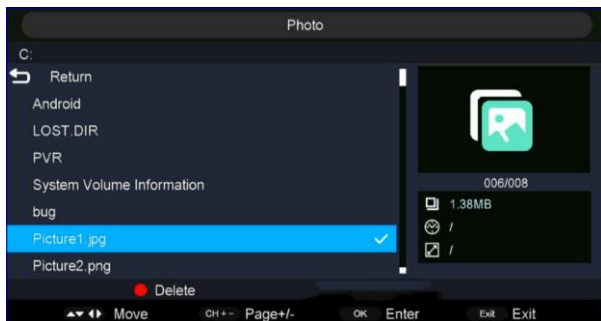 Photo
C:
Return
Android
LOST.DIR
PVR
System Volume Information
bug
Picture1.jpg
Picture2.png
006/008
1.38MB
/
/
Delete
Move CH+- Page+/- OK Enter Exit Exit